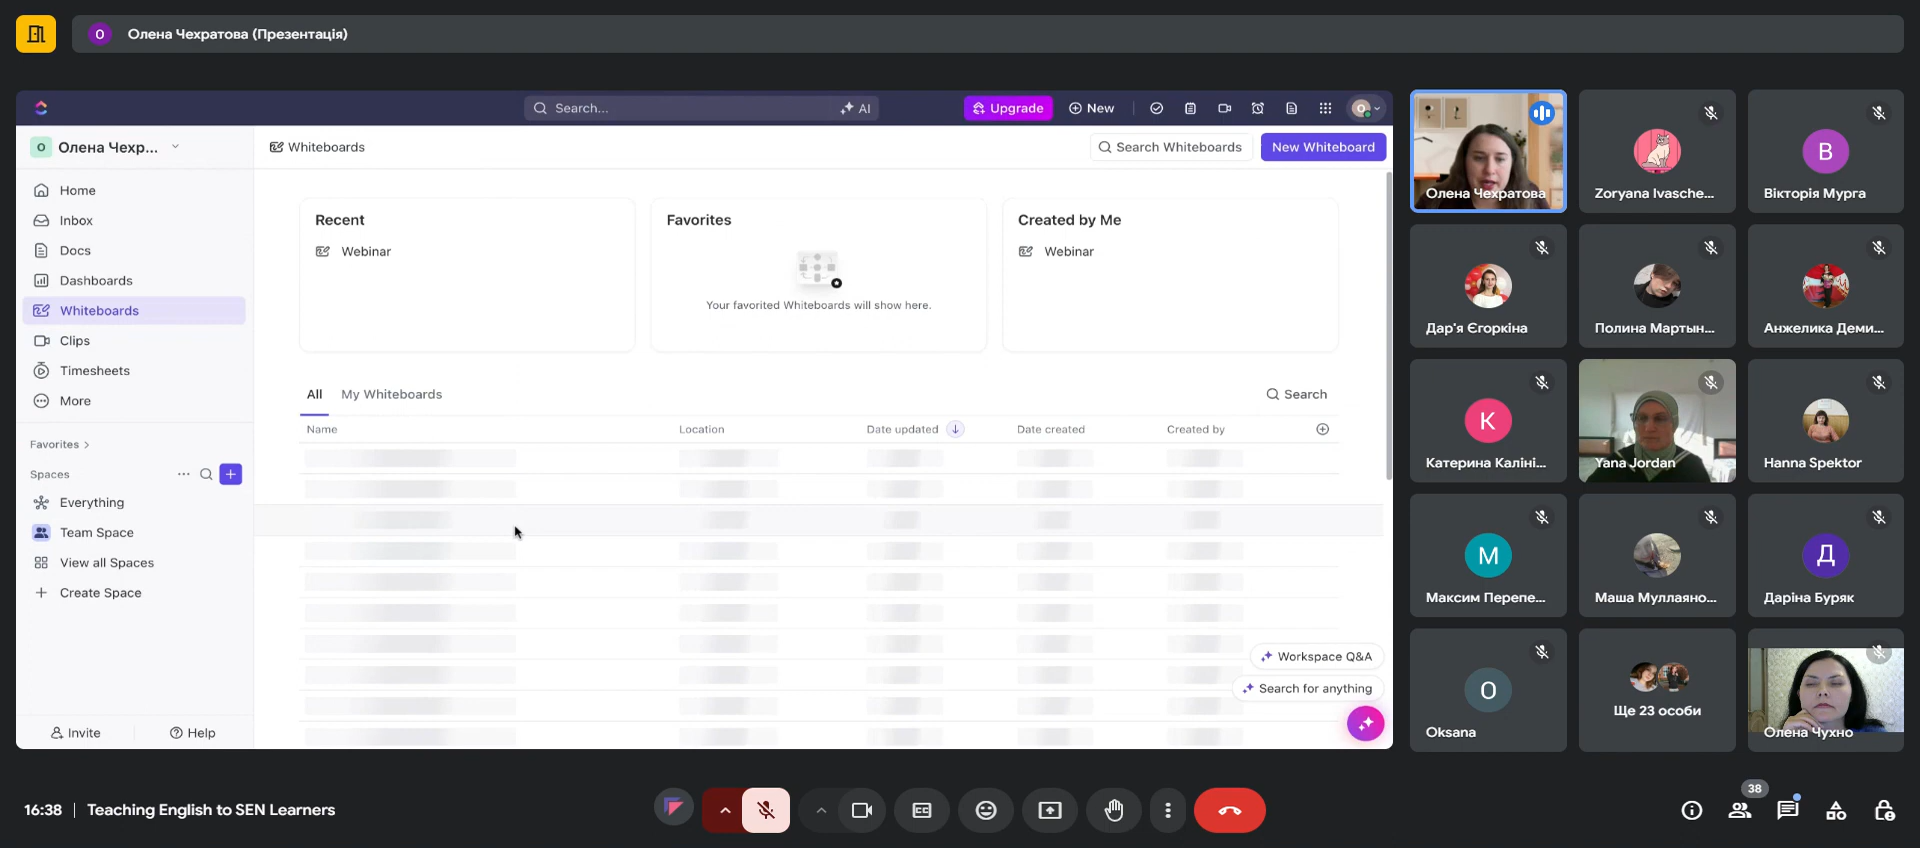 О
Олена Чехратова (Презентація)
Search...
AI
Upgrade
New
О
О
Олена Чехр...
Whiteboards
Search Whiteboards
New Whiteboard
Home
Inbox
Docs
Dashboards
Whiteboards
Clips
Timesheets
More
Favorites
Spaces
Everything
Team Space
View all Spaces
Create Space
Invite
Help
Recent
Webinar
Favorites
Your favorited Whiteboards will show here.
Created by Me
Webinar
All
My Whiteboards
Search
Name
Location
Date updated
Date created
Created by
Workspace Q&A
Search for anything
Олена Чехратова
Zoryana Ivasche...
В
Вікторія Мурга
Дар'я Єгоркіна
Полина Мартын...
Анжелика Деми...
К
Катерина Каліні...
Yana Jordan
Hanna Spektor
М
Максим Перепе...
Маша Муллаяно...
Д
Даріна Буряк
O
Oksana
Ще 23 особи
Олена Чухно
16:38
Teaching English to SEN Learners
CC
38